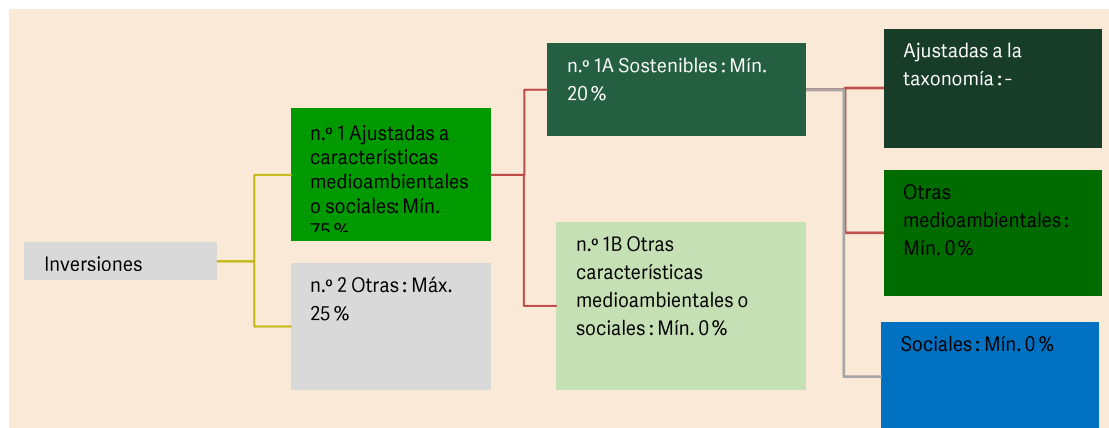 Inversiones
n.º 1 Ajustadas a
características
medioambientales
o sociales: Mín.
75 %
n.º 2 Otras : Máx.
25 %
n.º 1A Sostenibles : Mín.
20 %
n.º 1B Otras
características
medioambientales o
sociales : Mín. 0 %
Ajustadas a la
taxonomía : -
Otras
medioambientales :
Mín. 0 %
Sociales : Mín. 0 %